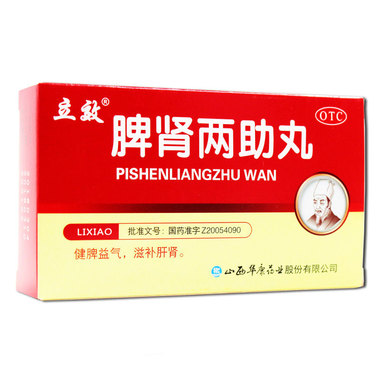 立效®
OTC
脾肾两助丸
PISHENLIANGZHU WAN
LIXIAO 批准文号：国药准字Z20054090
健脾益气，滋补肝肾。
山西华康药业股份有限公司